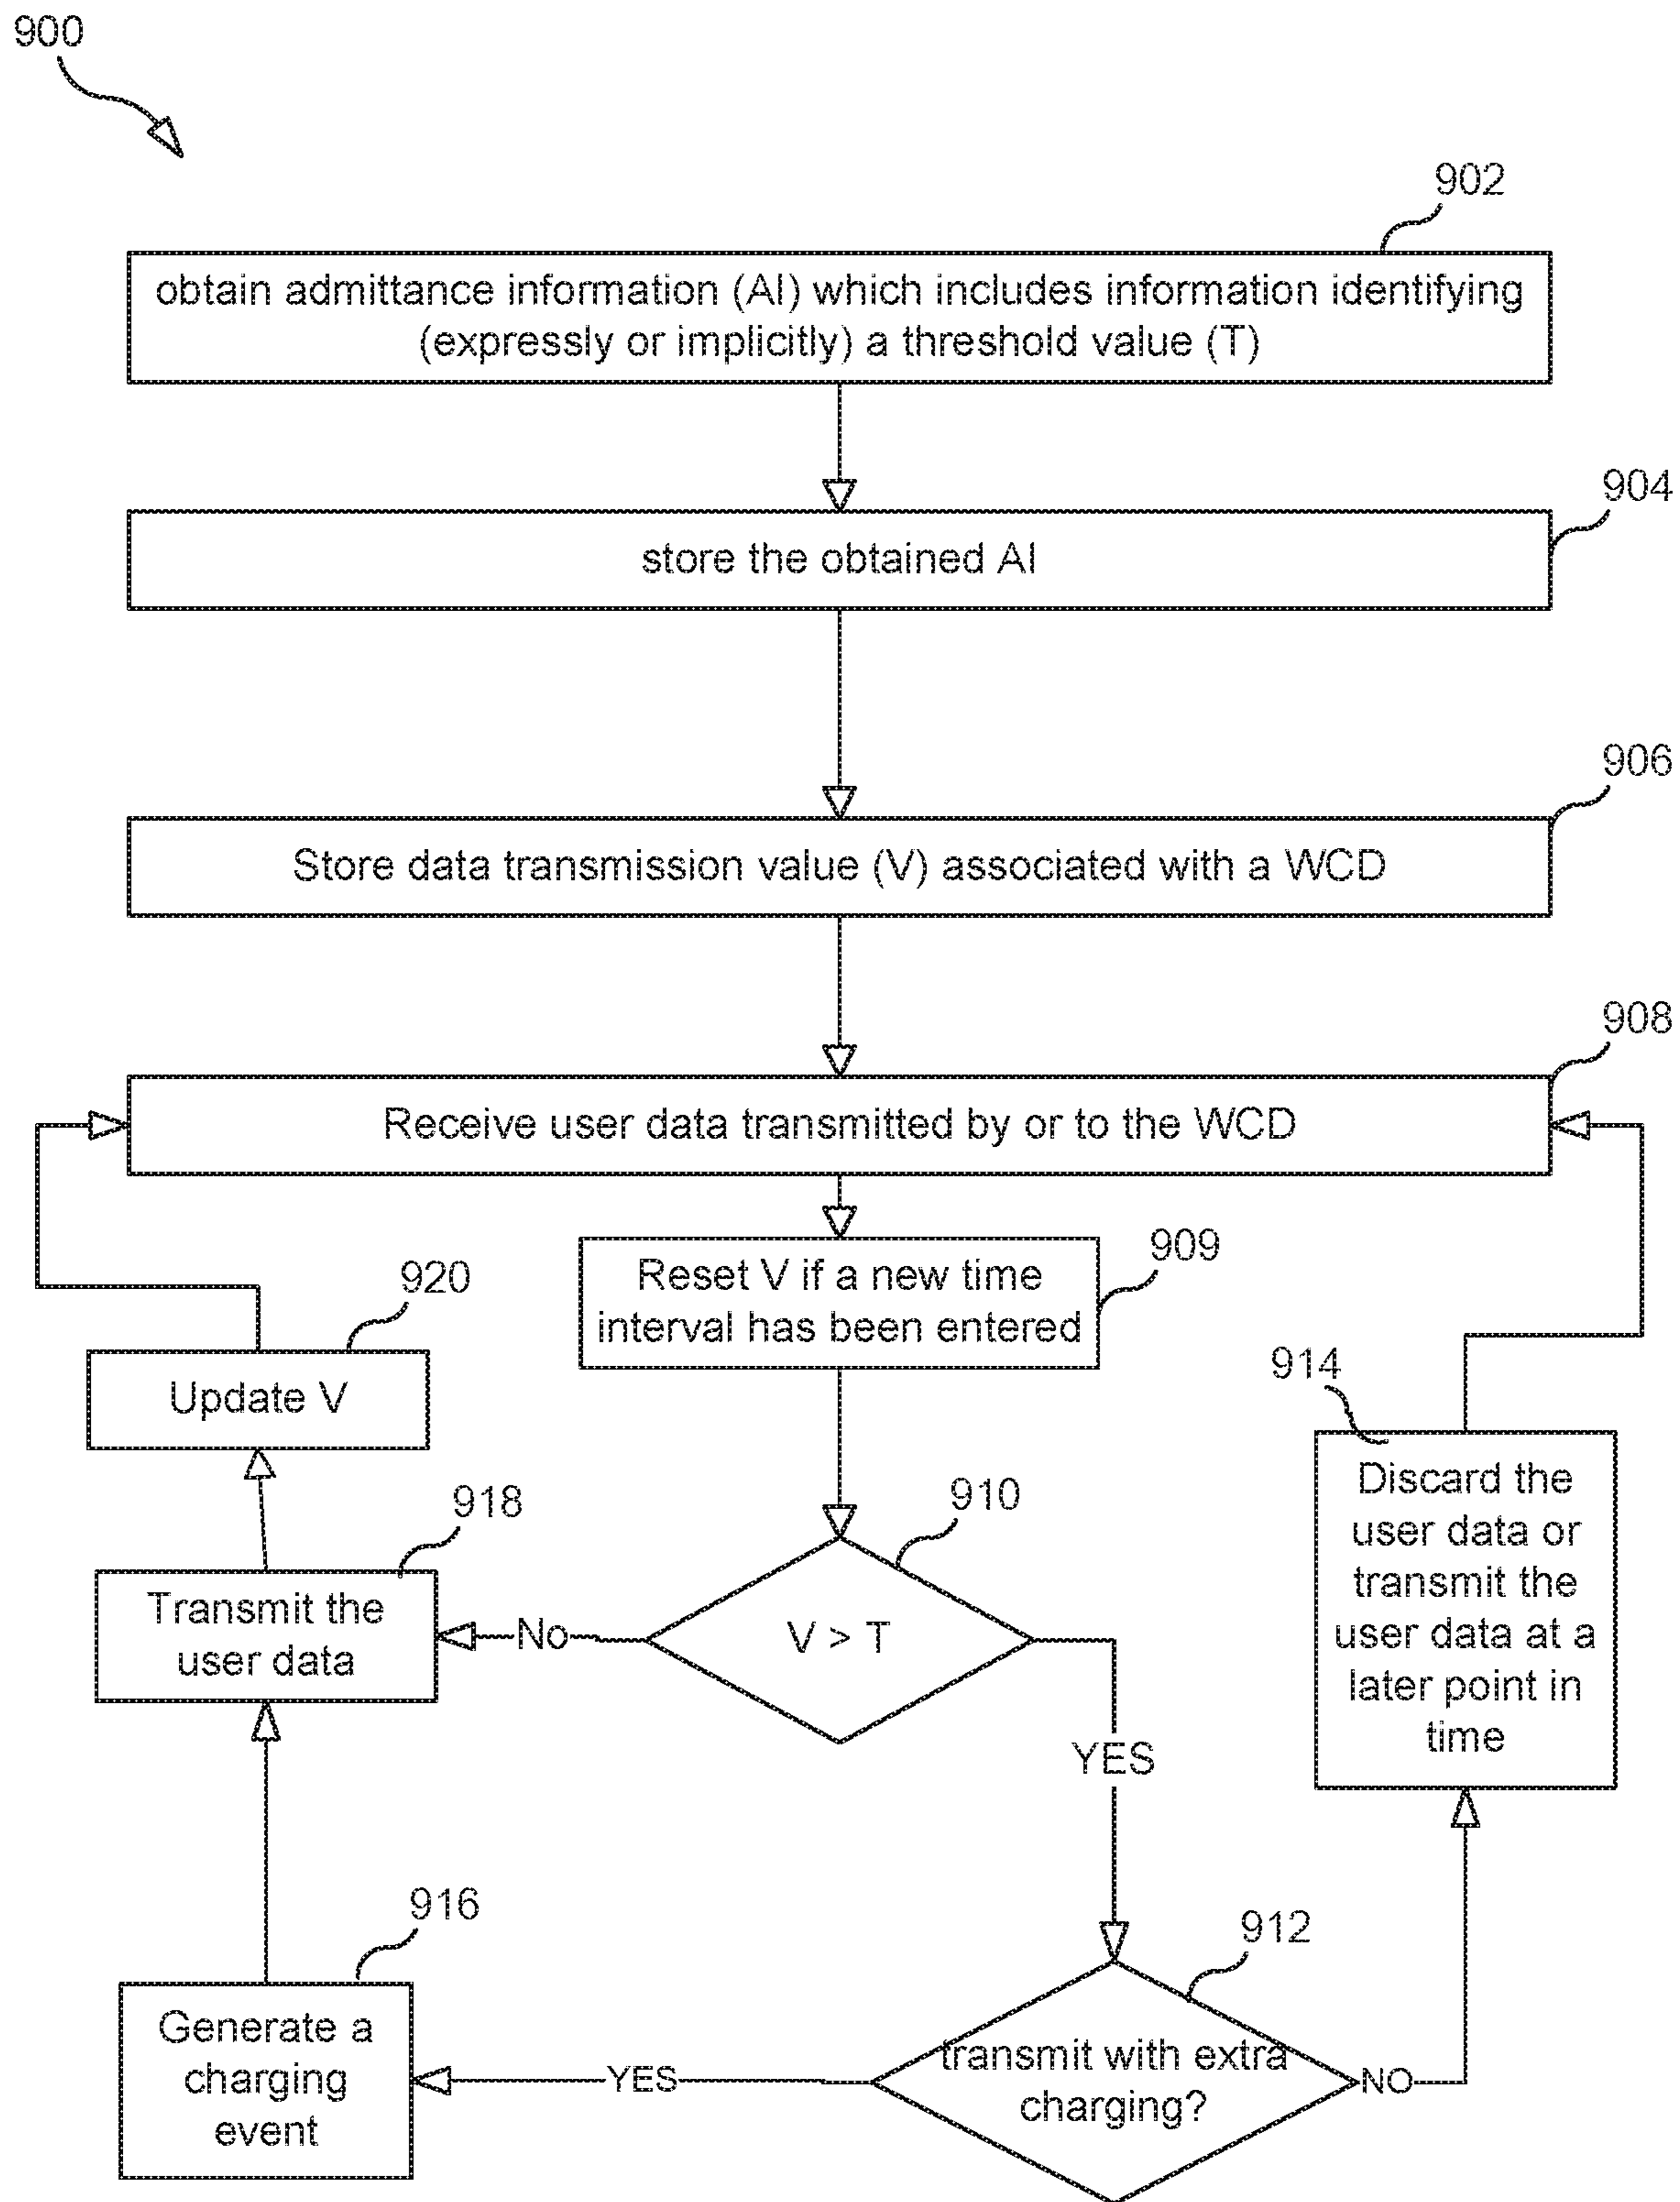 900
902
obtain admittance information (AI) which includes information identifying
(expressly or implicitly) a threshold value (T)
904
store the obtained AI
906
Store data transmission value (V) associated with a WCD
908
Receive user data transmitted by or to the WCD
909
Reset V if a new time
interval has been entered
920
Update V
914
Discard the
user data or
transmit the
user data at a
later point in
time
910
V > T
No
918
Transmit the
user data
YES
916
Generate a
charging
event
912
transmit with extra
charging?
YES
NO